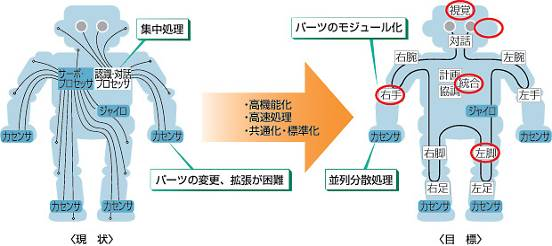 集中処理
サーボ・
プロセッサ
認識・対話
プロセッサ
ジャイロ
力センサ
力センサ
力センサ
力センサ
パーツの変更、拡張が困難
〈現 状〉
・高機能化
・高速処理
・共通化・標準化
パーツのモジュール化
視覚
対話
右腕
左腕
計画
協調
統合
右手
左手
ジャイロ
力センサ
力センサ
右脚
左脚
並列分散処理
右足
左足
力センサ
力センサ
〈目 標〉